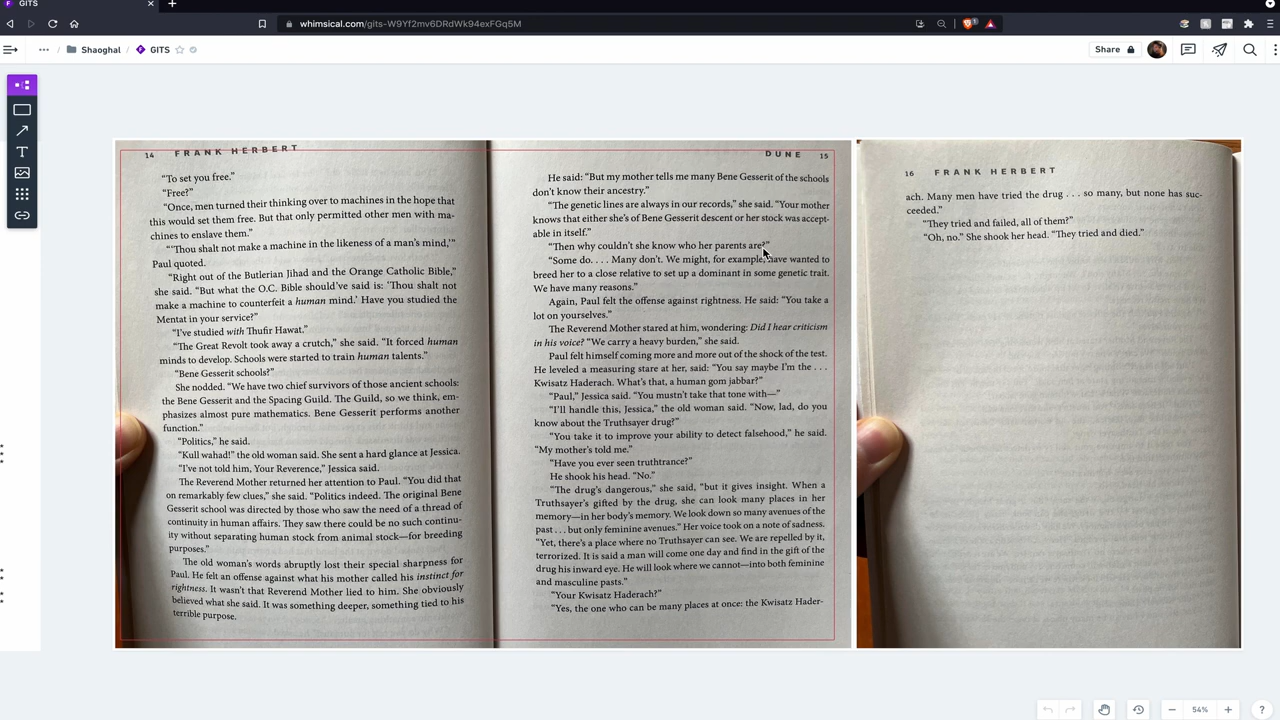 GITS
whimsical.com/gits-W9Yf2mv6DRdWk94exFGq5M
Shaoghal
GITS
Share
14 FRANK HERBERT
“To set you free.”
“Free?”
“Once, men turned their thinking over to machines in the hope that
this would set them free. But that only permitted other men with ma-
chines to enslave them.”
“‘Thou shalt not make a machine in the likeness of a man’s mind,’”
Paul quoted.
“Right out of the Butlerian Jihad and the Orange Catholic Bible,”
she said. “But what the O.C. Bible should’ve said is: ‘Thou shalt not
make a machine to counterfeit a human mind.’ Have you studied the
Mentat in your service?”
“I’ve studied with Thufir Hawat.”
“The Great Revolt took away a crutch,” she said. “It forced human
minds to develop. Schools were started to train human talents.”
“Bene Gesserit schools?”
She nodded. “We have two chief survivors of those ancient schools:
the Bene Gesserit and the Spacing Guild. The Guild, so we think, em-
phasizes almost pure mathematics. Bene Gesserit performs another
function.”
“Politics,” he said.
“Kull wahad!” the old woman said. She sent a hard glance at Jessica.
“I’ve not told him, Your Reverence,” Jessica said.
The Reverend Mother returned her attention to Paul. “You did that
on remarkably few clues,” she said. “Politics indeed. The original Bene
Gesserit school was directed by those who saw the need of a thread of
continuity in human affairs. They saw there could be no such continu-
ity without separating human stock from animal stock—for breeding
purposes.”
The old woman’s words abruptly lost their special sharpness for
Paul. He felt an offense against what his mother called his instinct for
rightness. It wasn’t that Reverend Mother lied to him. She obviously
believed what she said. It was something deeper, something tied to his
terrible purpose.
DUNE 15
He said: “But my mother tells me many Bene Gesserit of the schools
don’t know their ancestry.”
“The genetic lines are always in our records,” she said. “Your mother
knows that either she’s of Bene Gesserit descent or her stock was accept-
able in itself.”
“Then why couldn’t she know who her parents are?”
“Some do. . . . Many don’t. We might, for example, have wanted to
breed her to a close relative to set up a dominant in some genetic trait.
We have many reasons.”
Again, Paul felt the offense against rightness. He said: “You take a
lot on yourselves.”
The Reverend Mother stared at him, wondering: Did I hear criticism
in his voice? “We carry a heavy burden,” she said.
Paul felt himself coming more and more out of the shock of the test.
He leveled a measuring stare at her, said: “You say maybe I’m the . . .
Kwisatz Haderach. What’s that, a human gom jabbar?”
“Paul,” Jessica said. “You mustn’t take that tone with—”
“I’ll handle this, Jessica,” the old woman said. “Now, lad, do you
know about the Truthsayer drug?”
“You take it to improve your ability to detect falsehood,” he said.
“My mother’s told me.”
“Have you ever seen truthtrance?”
He shook his head. “No.”
“The drug’s dangerous,” she said, “but it gives insight. When a
Truthsayer’s gifted by the drug, she can look many places in her
memory—in her body’s memory. We look down so many avenues of the
past . . . but only feminine avenues.” Her voice took on a note of sadness.
“Yet, there’s a place where no Truthsayer can see. We are repelled by it,
terrorized. It is said a man will come one day and find in the gift of the
drug his inward eye. He will look where we cannot—into both feminine
and masculine pasts.”
“Your Kwisatz Haderach?”
“Yes, the one who can be many places at once: the Kwisatz Hader-
16 FRANK HERBERT
ach. Many men have tried the drug . . . so many, but none has suc-
ceeded.”
“They tried and failed, all of them?”
“Oh, no.” She shook her head. “They tried and died.”
54%